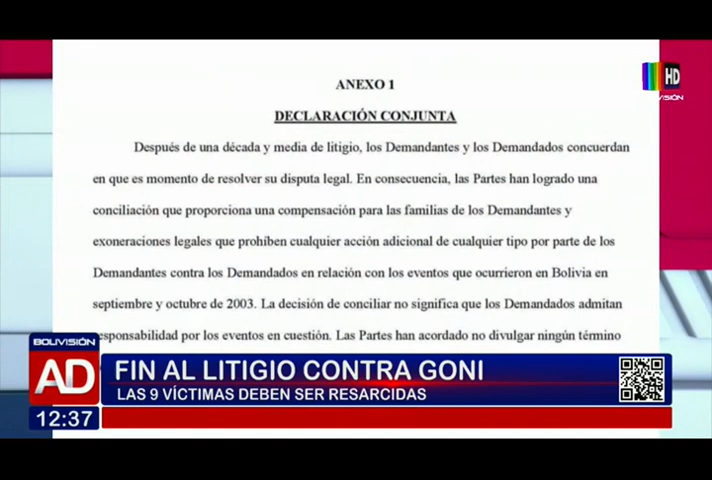 ANEXO 1
DECLARACIÓN CONJUNTA
Después de una década y media de litigio, los Demandantes y los Demandados concuerdan
en que es momento de resolver su disputa legal. En consecuencia, las Partes han logrado una
conciliación que proporciona una compensación para las familias de los Demandantes y
exoneraciones legales que prohíben cualquier acción adicional de cualquier tipo por parte de los
Demandantes contra los Demandados en relación con los eventos que ocurrieron en Bolivia en
septiembre y octubre de 2003. La decisión de conciliar no significa que los Demandados admitan
responsabilidad por los eventos en cuestión. Las Partes han acordado no divulgar ningún término
HD
BOLIVISIÓN
AD
12:37
FIN AL LITIGIO CONTRA GONI
LAS 9 VÍCTIMAS DEBEN SER RESARCIDAS